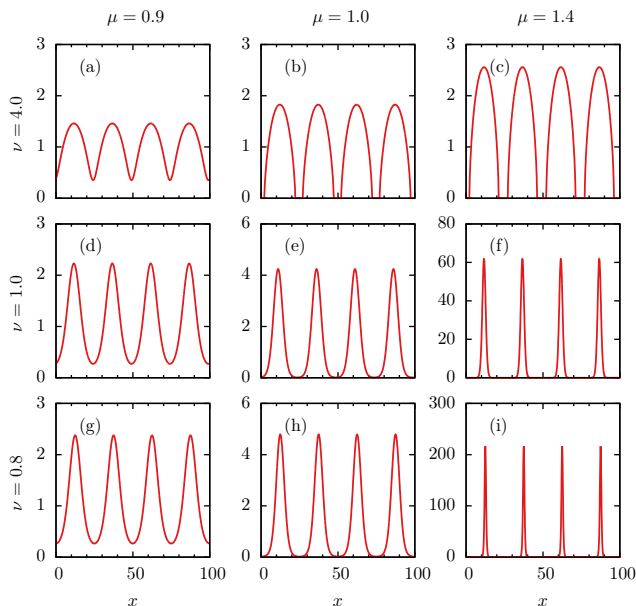 μ = 0.9 μ = 1.0 μ = 1.4
ν = 4.0
(a) (b) (c)
3 3 3
2 2 2
1 1 1
0 0 0
ν = 1.0
(d) (e) (f)
3 6 80
2 4 60
40
1 2 20
0 0 0
ν = 0.8
(g) (h) (i)
3 6 300
2 4 200
1 2 100
0 0 0
0 50 100 0 50 100 0 50 100
x x x